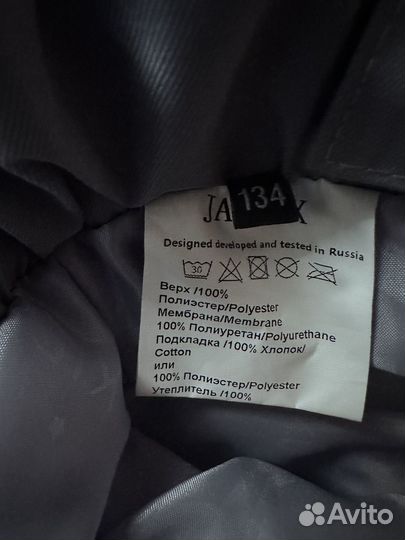 134
JA X
Designed developed and tested in Russia
30
Верх /100%
Полиэстер/Polyester
Мембрана/Membrane
100% Полиуретан/Polyurethane
Подкладка /100% Хлопок/
Cotton
или
100% Полиэстер/Polyester
Утеплитель /100%
Avito